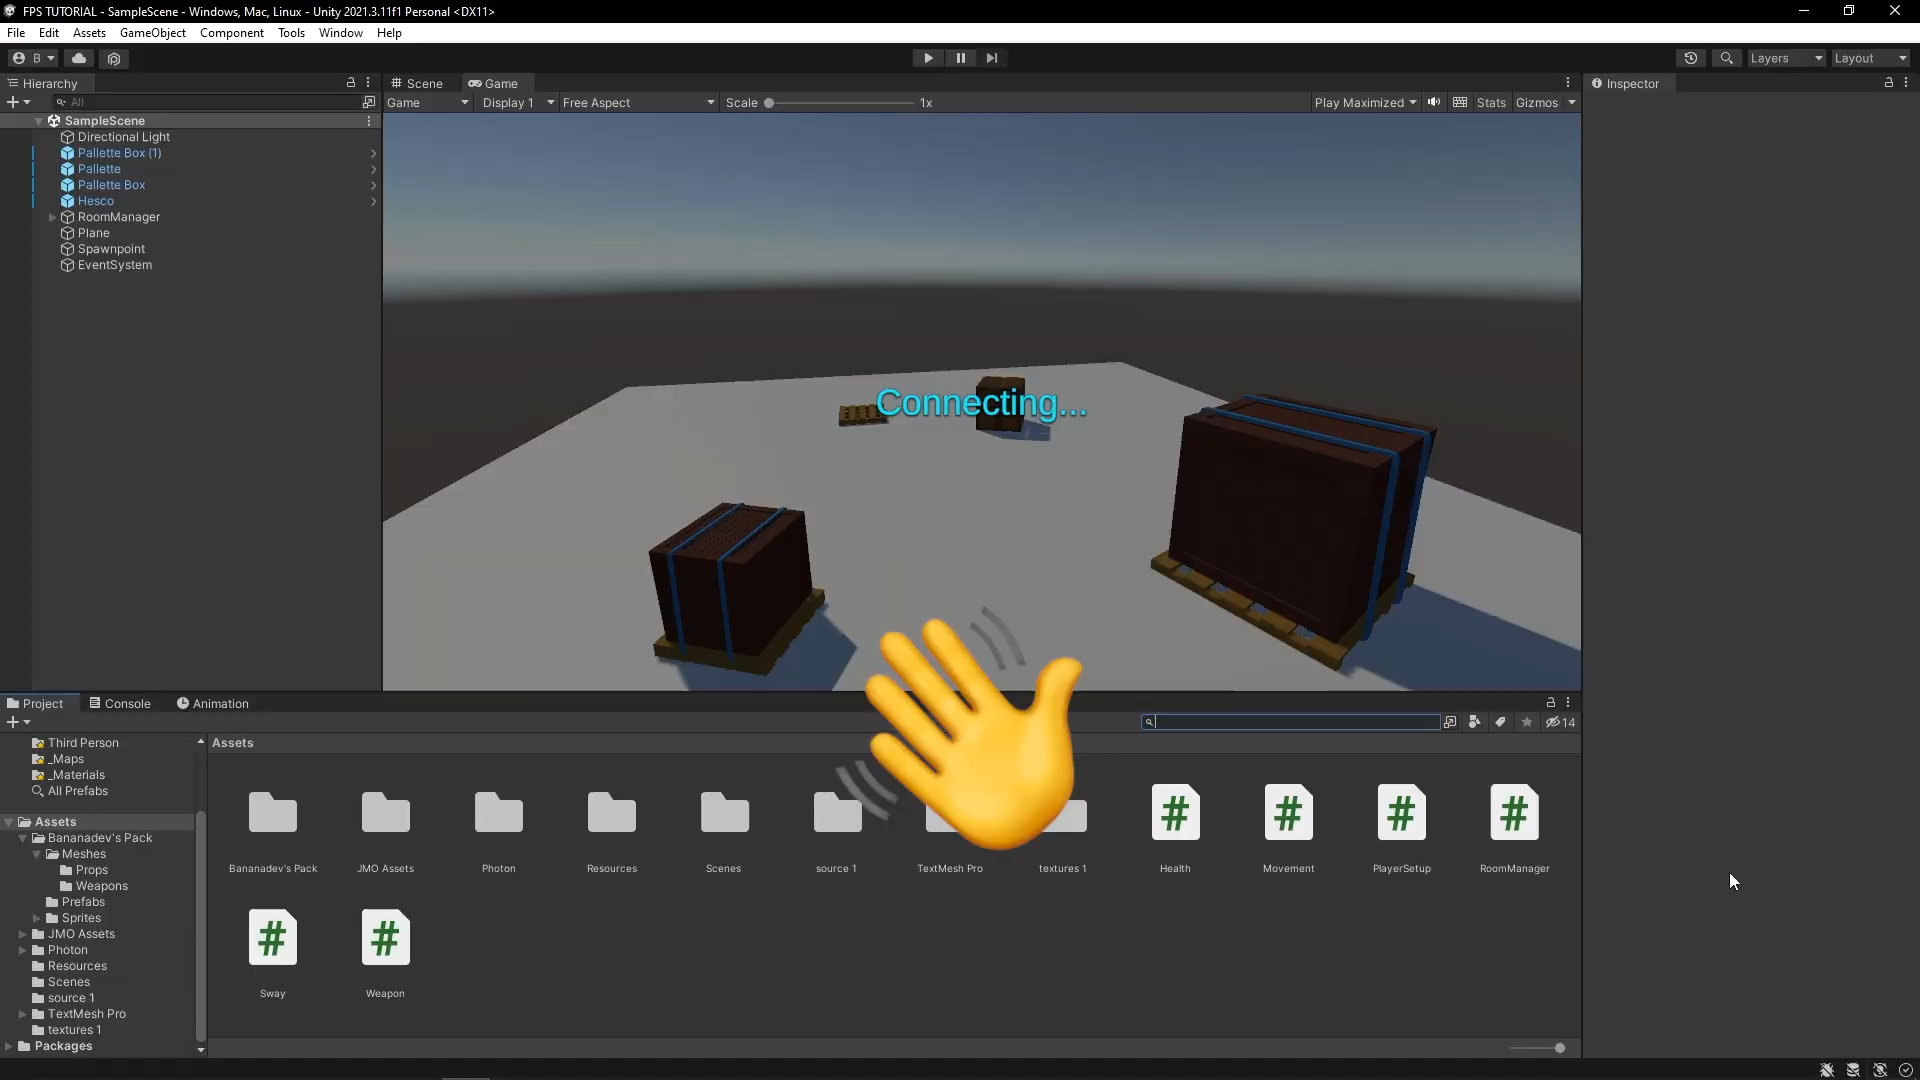 FPS TUTORIAL - SampleScene - Windows, Mac, Linux - Unity 2021.3.11f1 Personal <DX11>
File Edit Assets GameObject Component Tools Window Help
B Layers Layout
Hierarchy
All
SampleScene
Directional Light
Pallette Box (1)
Pallette
Pallette Box
Hesco
RoomManager
Plane
Spawnpoint
EventSystem
Scene Game
Game Display 1 Free Aspect Scale 1x Play Maximized Stats Gizmos
Connecting...
Inspector
Project Console Animation
14
Third Person
_Maps
_Materials
All Prefabs
Assets
Bananadev's Pack
Meshes
Props
Weapons
Prefabs
Sprites
JMO Assets
Photon
Resources
Scenes
source 1
TextMesh Pro
textures 1
Packages
Assets
Bananadev's Pack JMO Assets Photon Resources Scenes source 1 TextMesh Pro textures 1 Health Movement PlayerSetup RoomManager
Sway Weapon